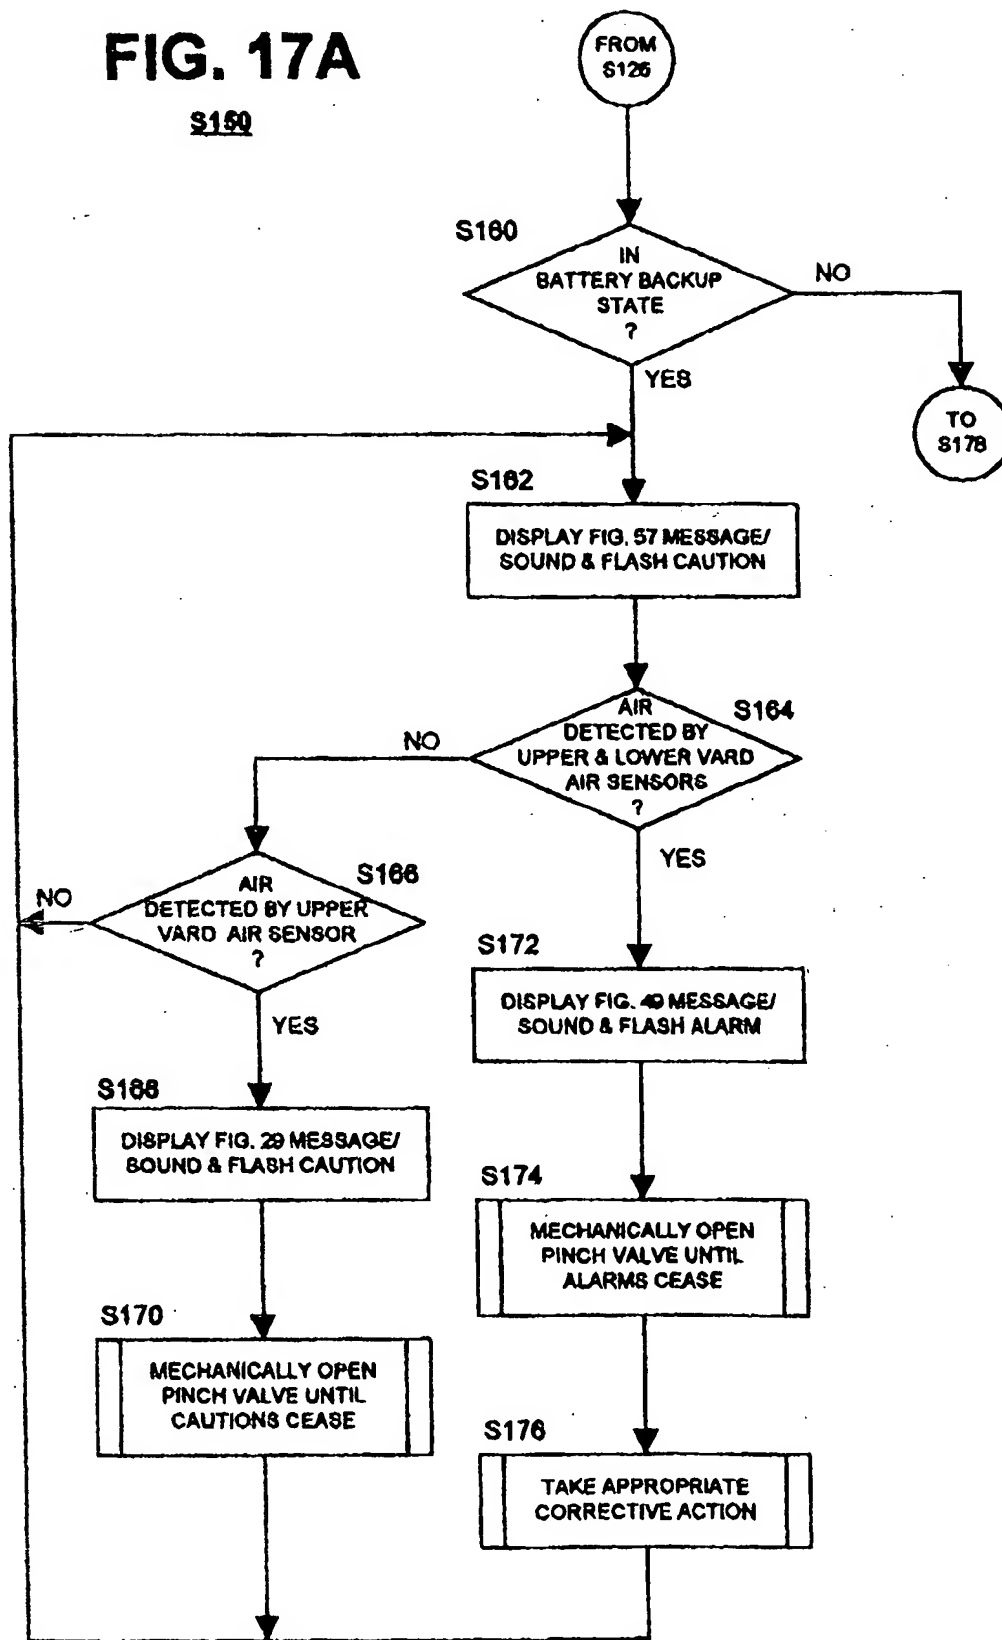 FIG. 17A
S150
FROM
S126
S160
IN
BATTERY BACKUP
STATE
?
NO
YES
TO
S178
S162
DISPLAY FIG. 57 MESSAGE/
SOUND & FLASH CAUTION
S164
AIR
DETECTED BY
UPPER & LOWER VARD
AIR SENSORS
?
NO
YES
S166
AIR
DETECTED BY UPPER
VARD AIR SENSOR
?
NO
YES
S172
DISPLAY FIG. 49 MESSAGE/
SOUND & FLASH ALARM
S168
DISPLAY FIG. 29 MESSAGE/
SOUND & FLASH CAUTION
S174
MECHANICALLY OPEN
PINCH VALVE UNTIL
ALARMS CEASE
S170
MECHANICALLY OPEN
PINCH VALVE UNTIL
CAUTIONS CEASE
S176
TAKE APPROPRIATE
CORRECTIVE ACTION